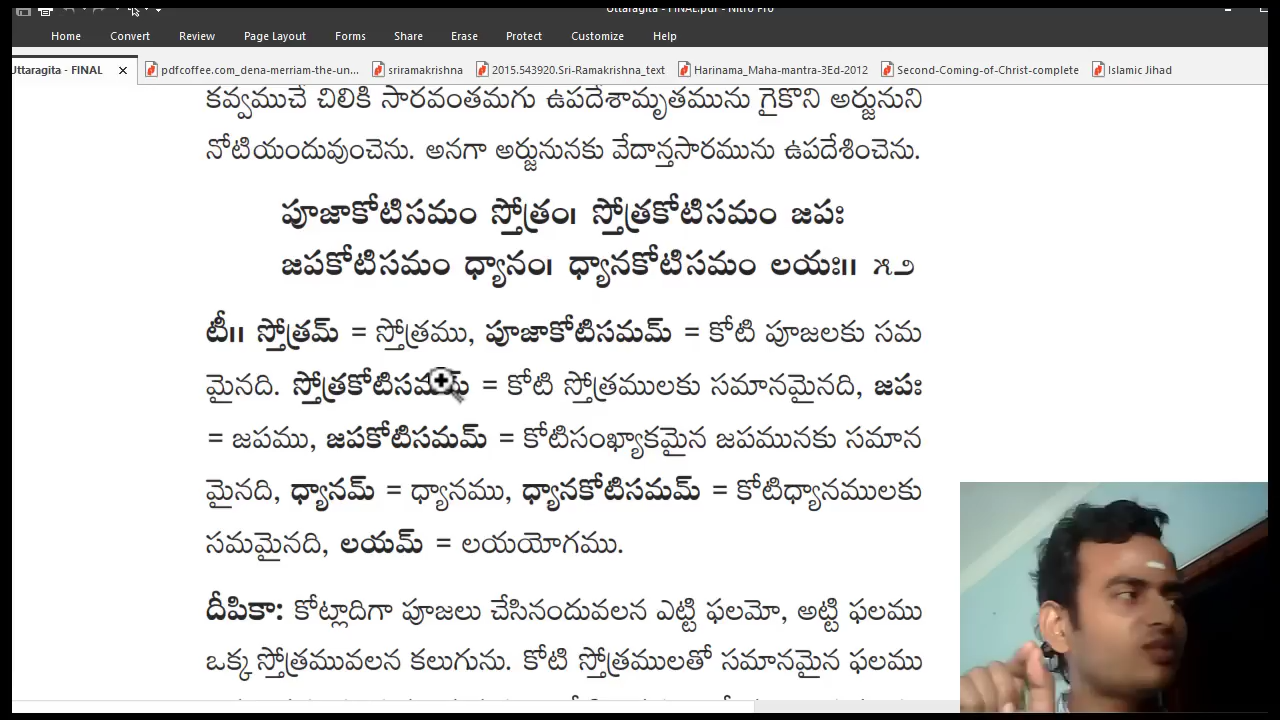 Uttaragita - FINAL.pdf - Nitro Pro
Home Convert Review Page Layout Forms Share Erase Protect Customize Help
Uttaragita - FINAL pdfcoffee.com_dena-merriam-the-un... sriramakrishna 2015.543920.Sri-Ramakrishna_text Harinama_Maha-mantra-3Ed-2012 Second-Coming-of-Christ-complete Islamic Jihad
కవ్వముచే చిలికి సారవంతమగు ఉపదేశామృతమును గైకొని అర్జునుని
నోటియందువుంచెను. అనగా అర్జునునకు వేదాన్తసారమును ఉపదేశించెను.
పూజాకోటిసమం స్తోత్రం। స్తోత్రకోటిసమం జపః
జపకోటిసమం ధ్యానం। ధ్యానకోటిసమం లయః॥ ౫౨
టీ॥ స్తోత్రమ్ = స్తోత్రము, పూజాకోటిసమమ్ = కోటి పూజలకు సమ
మైనది. స్తోత్రకోటిసమమ్ = కోటి స్తోత్రములకు సమానమైనది, జపః
= జపము, జపకోటిసమమ్ = కోటిసంఖ్యాకమైన జపమునకు సమాన
మైనది, ధ్యానమ్ = ధ్యానము, ధ్యానకోటిసమమ్ = కోటిధ్యానములకు
సమమైనది, లయమ్ = లయయోగము.
దీపికా: కోట్లాదిగా పూజలు చేసినందువలన ఎట్టి ఫలమో, అట్టి ఫలము
ఒక్క స్తోత్రమువలన కలుగును. కోటి స్తోత్రములతో సమానమైన ఫలము